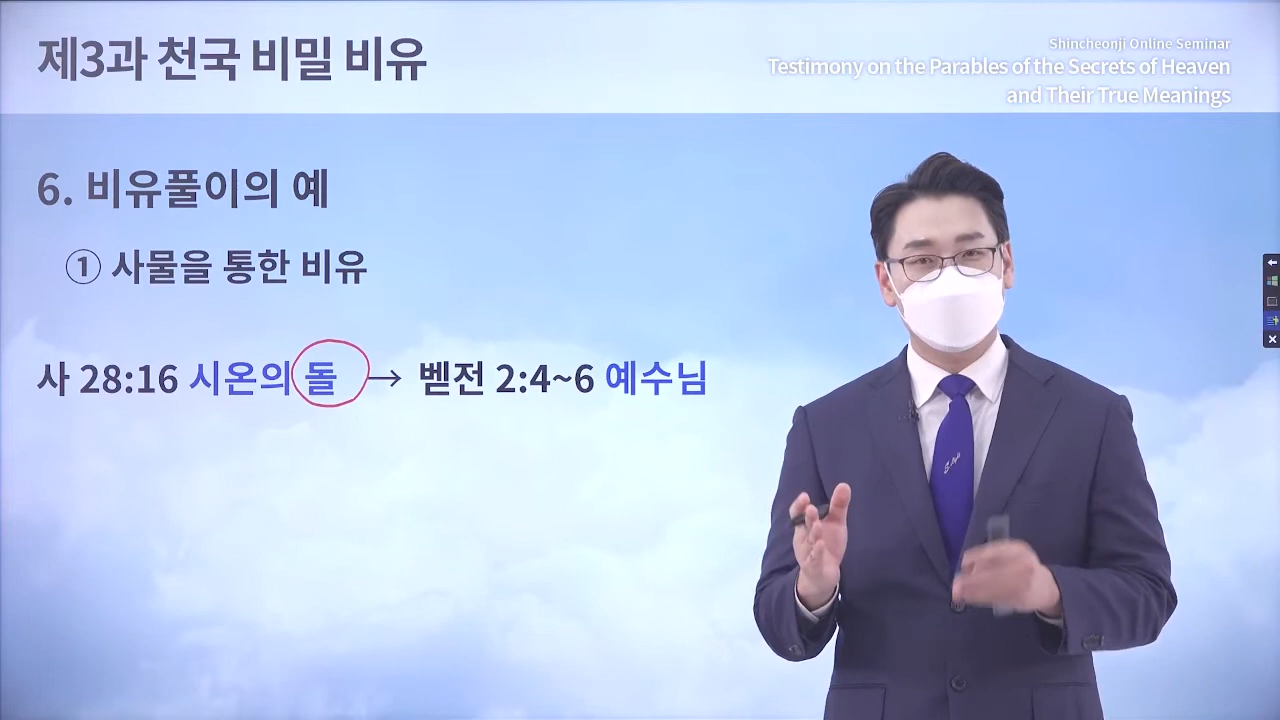 제3과 천국 비밀 비유
Shincheonji Online Seminar
Testimony on the Parables of the Secrets of Heaven
and Their True Meanings
6. 비유풀이의 예
① 사물을 통한 비유
사 28:16 시온의 돌 → 벧전 2:4~6 예수님